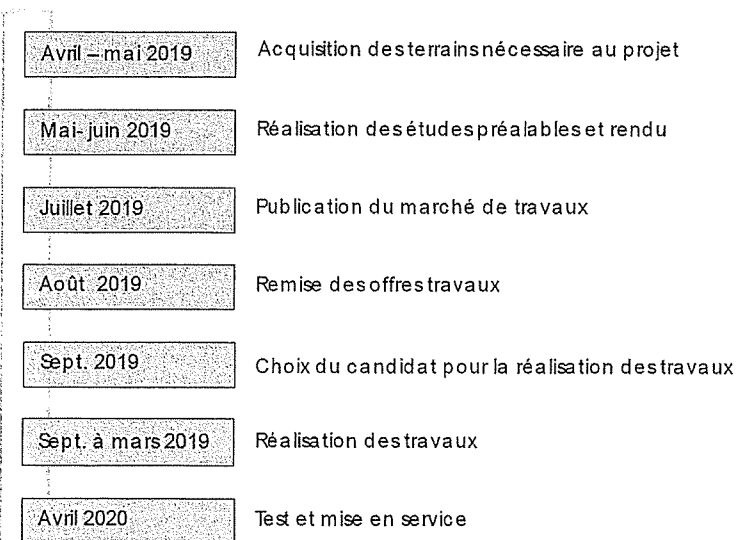 Avril – mai 2019 Acquisition des terrains nécessaire au projet
Mai- juin 2019 Réalisation des études préalables et rendu
Juillet 2019 Publication du marché de travaux
Août 2019 Remise des offres travaux
Sept. 2019 Choix du candidat pour la réalisation des travaux
Sept. à mars 2019 Réalisation des travaux
Avril 2020 Test et mise en service